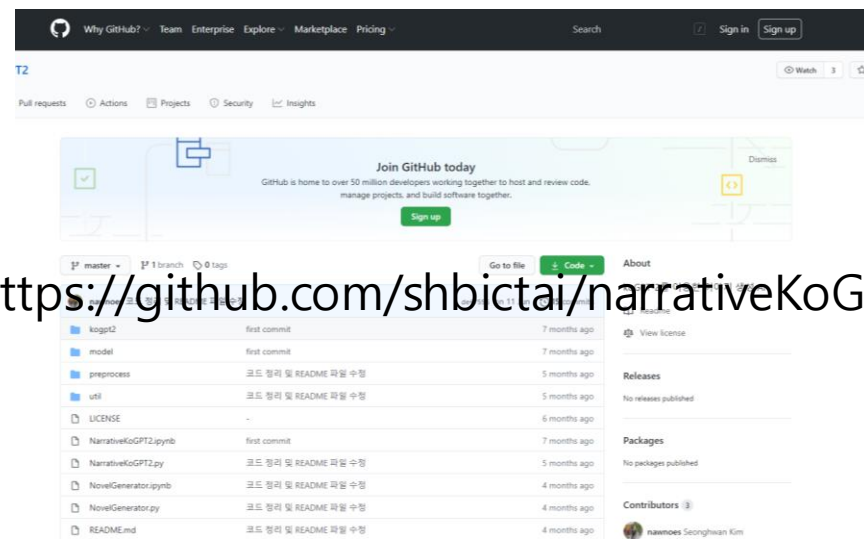 Why GitHub? Team Enterprise Explore Marketplace Pricing Search / Sign in Sign up
T2
Watch 3
Pull requests Actions Projects Security Insights
Join GitHub today
Dismiss
GitHub is home to over 50 million developers working together to host and review code,
manage projects, and build software together.
Sign up
master 1 branch 0 tags Go to file Code
About
ttps://github.com/shbictai/narrativeKoG
Readme
kogpt2 first commit 7 months ago
View license
model first commit 7 months ago
preprocess 코드 정리 및 README 파일 수정 5 months ago
Releases
util 코드 정리 및 README 파일 수정 5 months ago
No releases published
LICENSE - 6 months ago
NarrativeKoGPT2.ipynb first commit 7 months ago
Packages
NarrativeKoGPT2.py 코드 정리 및 README 파일 수정 5 months ago
No packages published
NovelGenerator.ipynb 코드 정리 및 README 파일 수정 4 months ago
NovelGenerator.py 코드 정리 및 README 파일 수정 4 months ago
Contributors 3
README.md 코드 정리 및 README 파일 수정 4 months ago
nawnoes Seonghwan Kim